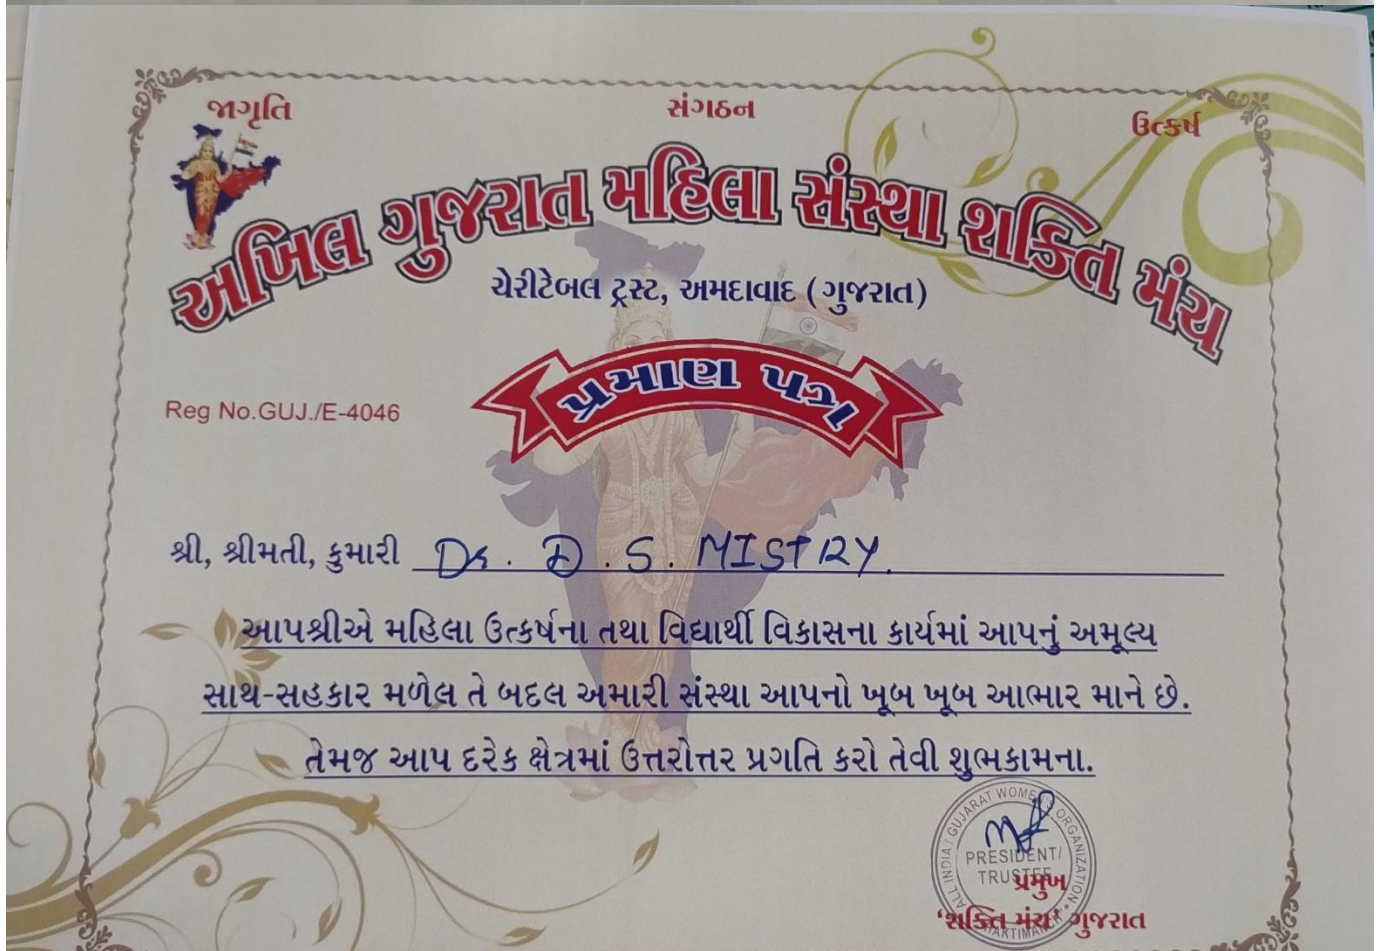 જાગૃતિ સંગઠન ઉત્કર્ષ
અખિલ ગુજરાત મહિલા સંસ્થા શક્તિ મંચ
ચેરીટેબલ ટ્રસ્ટ, અમદાવાદ (ગુજરાત)
પ્રમાણ પત્ર
Reg No.GUJ./E-4046
શ્રી, શ્રીમતી, કુમારી Dr. D. S. MISTRY.
આપશ્રીએ મહિલા ઉત્કર્ષના તથા વિદ્યાર્થી વિકાસના કાર્યમાં આપનું અમૂલ્ય
સાથ-સહકાર મળેલ તે બદલ અમારી સંસ્થા આપનો ખૂબ ખૂબ આભાર માને છે.
તેમજ આપ દરેક ક્ષેત્રમાં ઉત્તરોત્તર પ્રગતિ કરો તેવી શુભકામના.
ALL INDIA / GUJARAT WOMEN'S ORGANIZATION
PRESIDENT/
TRUSTEE
પ્રમુખ
'શક્તિ મંચ' ગુજરાત